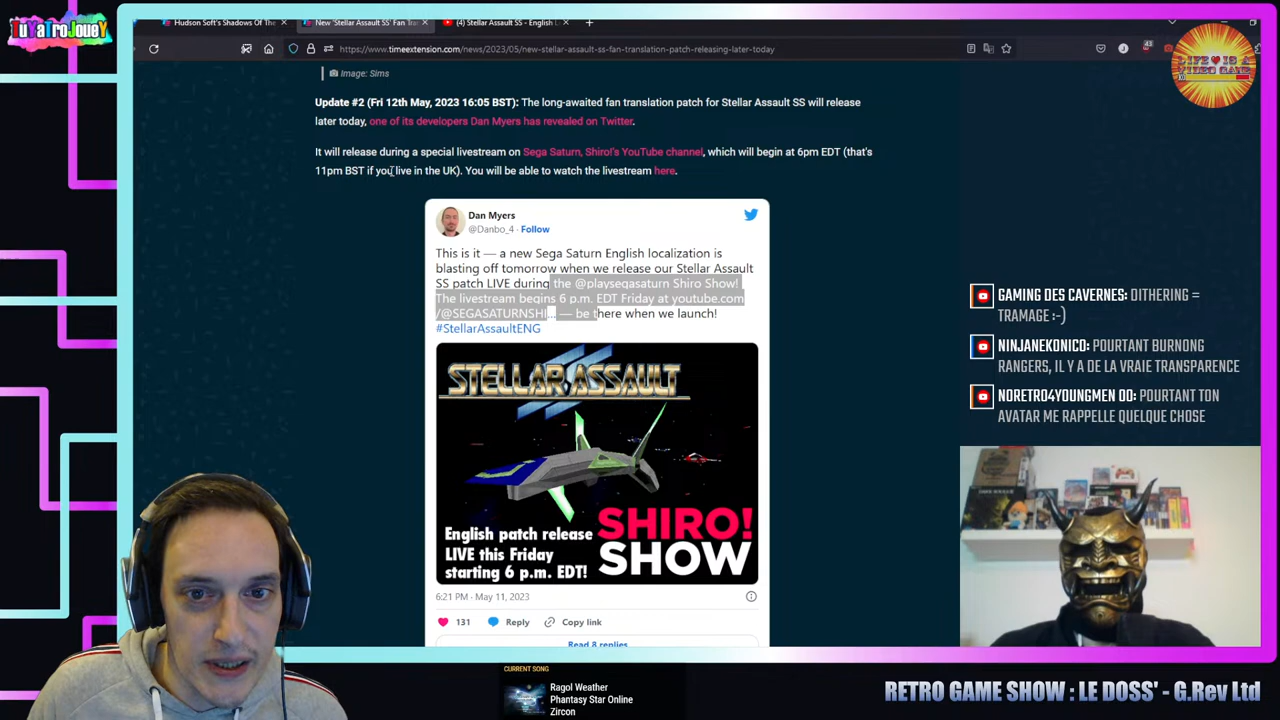 TuYaTroJoueY
Hudson Soft's Shadows Of The
New 'Stellar Assault SS' Fan Tra
(4) Stellar Assault SS - English L
https://www.timeextension.com/news/2023/05/new-stellar-assault-ss-fan-translation-patch-releasing-later-today
43
LIFE IS A
VIDEO GAME
Image: Sims
Update #2 (Fri 12th May, 2023 16:05 BST): The long-awaited fan translation patch for Stellar Assault SS will release
later today, one of its developers Dan Myers has revealed on Twitter.
It will release during a special livestream on Sega Saturn, Shiro!'s YouTube channel, which will begin at 6pm EDT (that's
11pm BST if you live in the UK). You will be able to watch the livestream here.
Dan Myers
@Danbo_4 · Follow
This is it — a new Sega Saturn English localization is
blasting off tomorrow when we release our Stellar Assault
SS patch LIVE during the @playsegasaturn Shiro Show!
The livestream begins 6 p.m. EDT Friday at youtube.com
/@SEGASATURNSHI... — be there when we launch!
#StellarAssaultENG
STELLAR ASSAULT
SS
English patch release
LIVE this Friday
starting 6 p.m. EDT!
SHIRO!
SHOW
6:21 PM · May 11, 2023
131
Reply
Copy link
Read 8 replies
GAMING DES CAVERNES: DITHERING =
TRAMAGE :-)
NINJANEKONICO: POURTANT BURNONG
RANGERS, IL Y A DE LA VRAIE TRANSPARENCE
NORETRO4YOUNGMEN OO: POURTANT TON
AVATAR ME RAPPELLE QUELQUE CHOSE
CURRENT SONG
Ragol Weather
Phantasy Star Online
Zircon
RETRO GAME SHOW : LE DOSS' - G.Rev Ltd